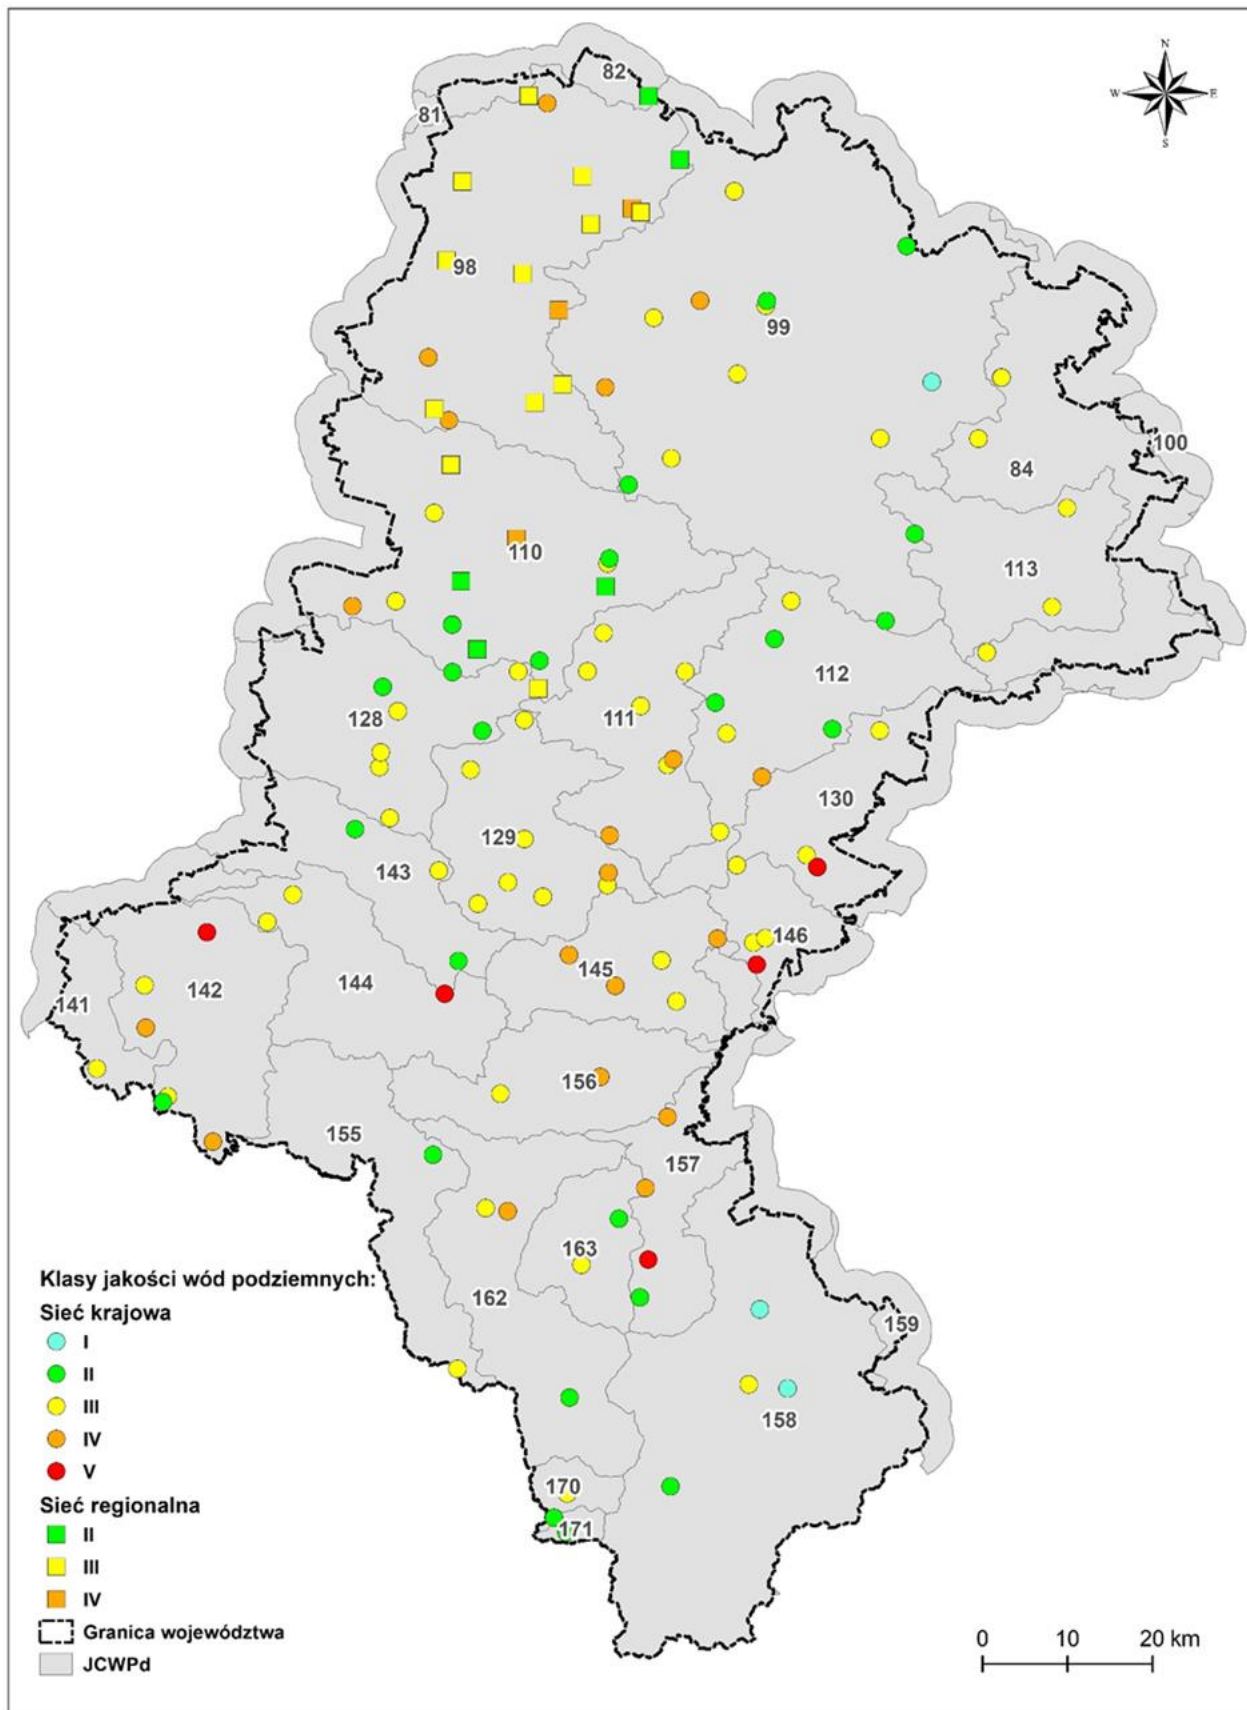 N
W E
S
82
81
98
99
100
84
110
113
112
128
111
130
129
143
146
145
144
142
141
156
155
157
163
162
159
158
170
171
Klasy jakości wód podziemnych:
Sieć krajowa
I
II
III
IV
V
Sieć regionalna
II
III
IV
Granica województwa
JCWPd
0 10 20 km